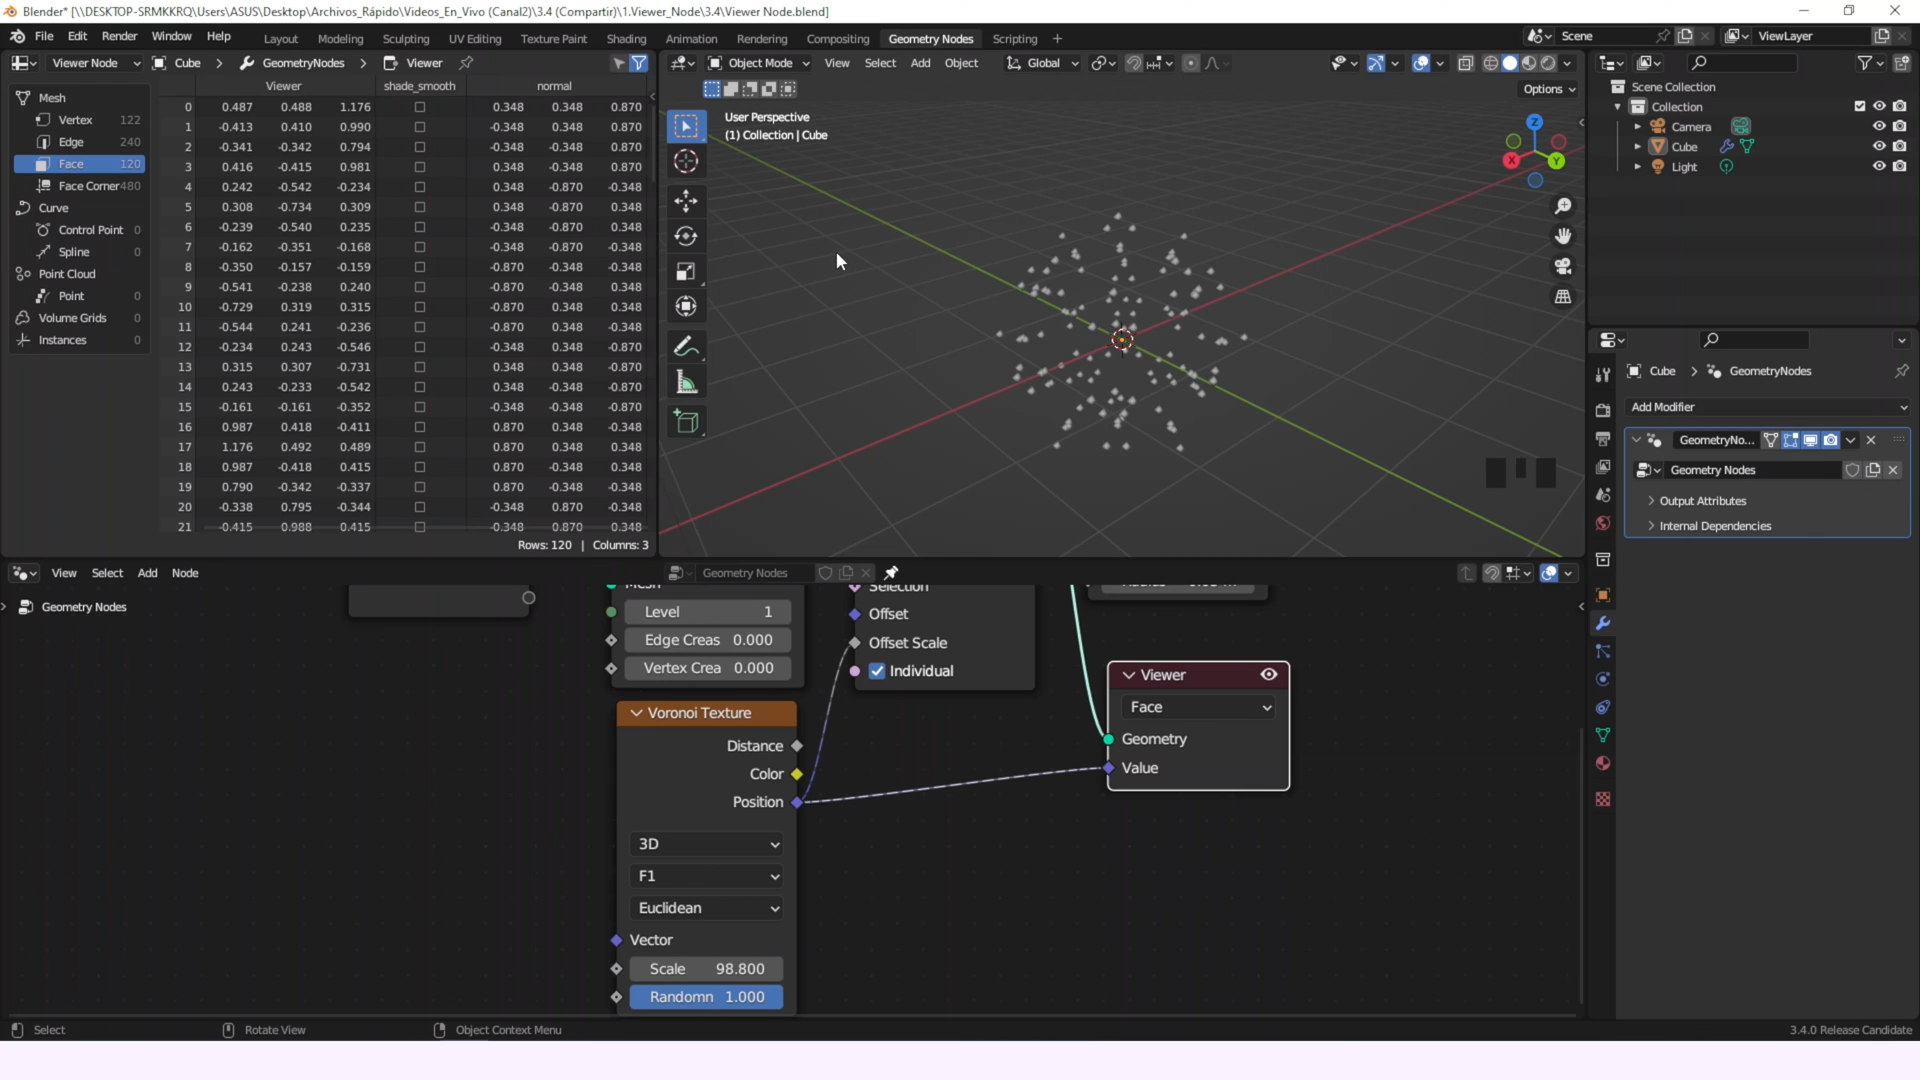 Blender* [\\DESKTOP-SRMKKRQ\Users\ASUS\Desktop\Archivos_Rápido\Videos_En_Vivo (Canal2)\3.4 (Compartir)\1.Viewer_Node\3.4\Viewer Node.blend]
File Edit Render Window Help Layout Modeling Sculpting UV Editing Texture Paint Shading Animation Rendering Compositing Geometry Nodes Scripting + Scene ViewLayer
Viewer Node Cube GeometryNodes Viewer
Viewer shade_smooth normal
Mesh
Vertex 122
Edge 240
Face 120
Face Corner 480
Curve
Control Point 0
Spline 0
Point Cloud
Point 0
Volume Grids 0
Instances 0
0 0.487 0.488 1.176 0.348 0.348 0.870
1 -0.413 0.410 0.990 -0.348 0.348 0.870
2 -0.341 -0.342 0.794 -0.348 -0.348 0.870
3 0.416 -0.415 0.981 0.348 -0.348 0.870
4 0.242 -0.542 -0.234 0.348 -0.870 -0.348
5 0.308 -0.734 0.309 0.348 -0.870 0.348
6 -0.239 -0.540 0.235 -0.348 -0.870 0.348
7 -0.162 -0.351 -0.168 -0.348 -0.870 -0.348
8 -0.350 -0.157 -0.159 -0.870 -0.348 -0.348
9 -0.541 -0.238 0.240 -0.870 -0.348 0.348
10 -0.729 0.319 0.315 -0.870 0.348 0.348
11 -0.544 0.241 -0.236 -0.870 0.348 -0.348
12 -0.234 0.243 -0.546 -0.348 0.348 -0.870
13 0.315 0.307 -0.731 0.348 0.348 -0.870
14 0.243 -0.233 -0.542 0.348 -0.348 -0.870
15 -0.161 -0.161 -0.352 -0.348 -0.348 -0.870
16 0.987 0.418 -0.411 0.870 0.348 -0.348
17 1.176 0.492 0.489 0.870 0.348 0.348
18 0.987 -0.418 0.415 0.870 -0.348 0.348
19 0.790 -0.342 -0.337 0.870 -0.348 -0.348
20 -0.338 0.795 -0.344 -0.348 0.870 -0.348
21 -0.415 0.988 0.415 -0.348 0.870 0.348
Rows: 120 | Columns: 3
Object Mode View Select Add Object Global
Options
User Perspective
(1) Collection | Cube
Z
X
Y
Scene Collection
Collection
Camera
Cube
Light
Cube GeometryNodes
Add Modifier
GeometryNo...
Geometry Nodes
Output Attributes
Internal Dependencies
View Select Add Node Geometry Nodes
Geometry Nodes
Level 1
Edge Creas 0.000
Vertex Crea 0.000
Selection
Offset
Offset Scale
Individual
Viewer
Face
Geometry
Value
Voronoi Texture
Distance
Color
Position
3D
F1
Euclidean
Vector
Scale 98.800
Randomn 1.000
Select Rotate View Object Context Menu 3.4.0 Release Candidate